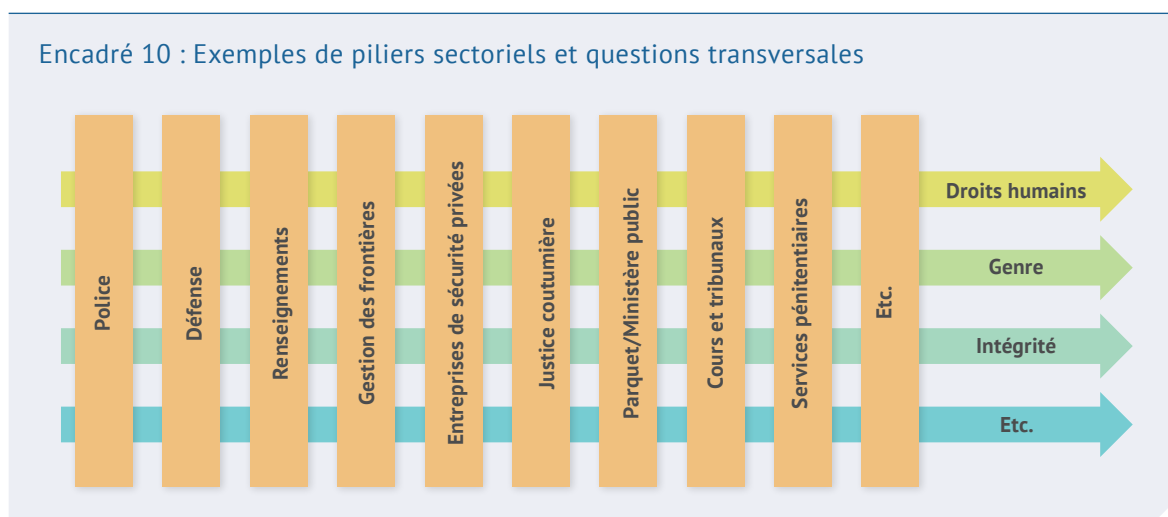 Encadré 10 : Exemples de piliers sectoriels et questions transversales
Police
Défense
Renseignements
Gestion des frontières
Entreprises de sécurité privées
Justice coutumière
Parquet/Ministère public
Cours et tribunaux
Services pénitentiaires
Etc.
Droits humains
Genre
Intégrité
Etc.